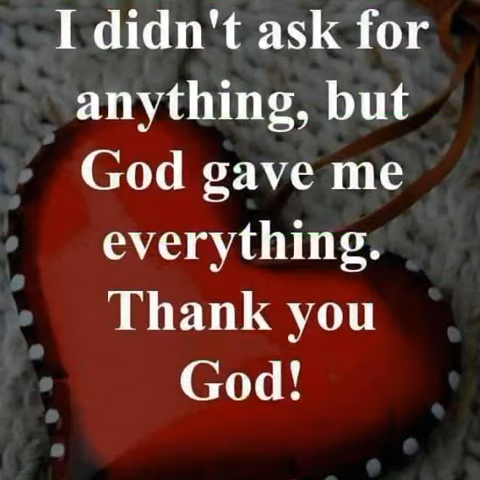 I didn't ask for
anything, but
God gave me
everything.
Thank you
God!